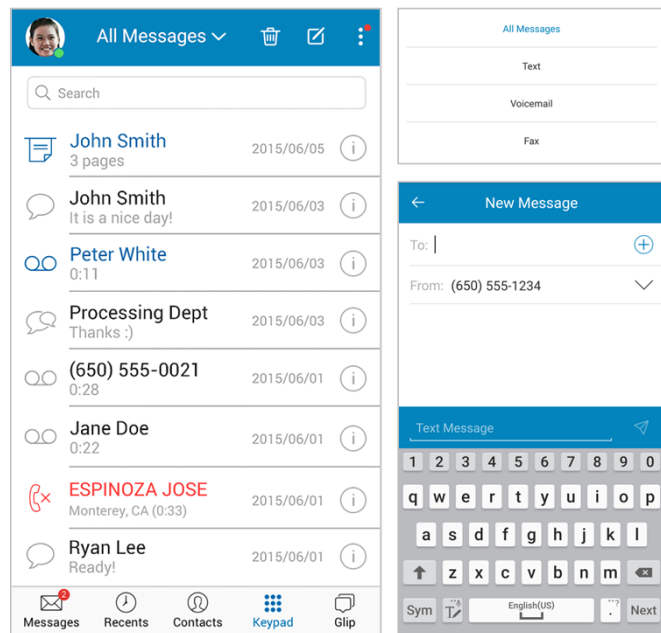 All Messages
Search
John Smith
3 pages
2015/06/05
i
John Smith
It is a nice day!
2015/06/03
i
Peter White
0:11
2015/06/03
i
Processing Dept
Thanks :)
2015/06/03
i
(650) 555-0021
0:28
2015/06/01
i
Jane Doe
0:22
2015/06/01
i
ESPINOZA JOSE
Monterey, CA (0:33)
2015/06/01
i
Ryan Lee
Ready!
2015/06/01
i
2
Messages Recents Contacts Keypad Glip
All Messages
Text
Voicemail
Fax
New Message
To:
From: (650) 555-1234
Text Message
1 2 3 4 5 6 7 8 9 0
q w e r t y u i o p
a s d f g h j k l
z x c v b n m
Sym T English(US) . ..? Next